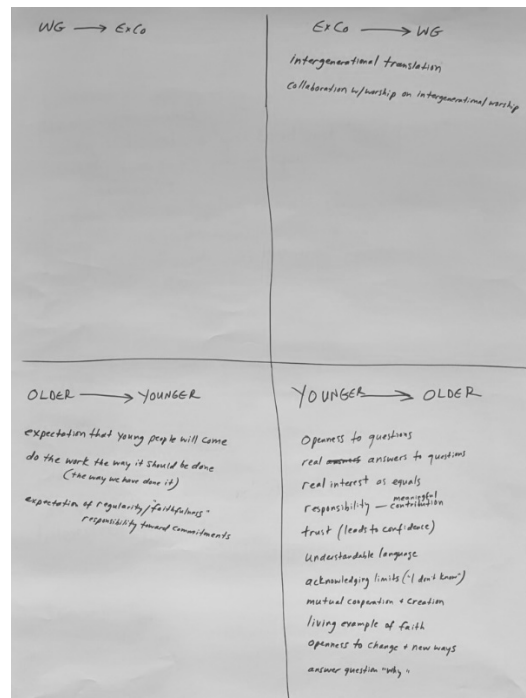 WG → ExCo
ExCo → WG
Intergenerational translation
collaboration w/worship on intergenerational worship
OLDER → YOUNGER
expectation that young people will come
do the work the way it should be done
(the way we have done it)
expectation of regularity/"faithfulness"
responsibility toward commitments
YOUNGER → OLDER
Openness to questions
real answers to questions
real interest as equals
responsibility — meaningful contribution
trust (leads to confidence)
understandable language
acknowledging limits ("I don't know")
mutual cooperation + creation
living example of faith
openness to change + new ways
answer question "why"